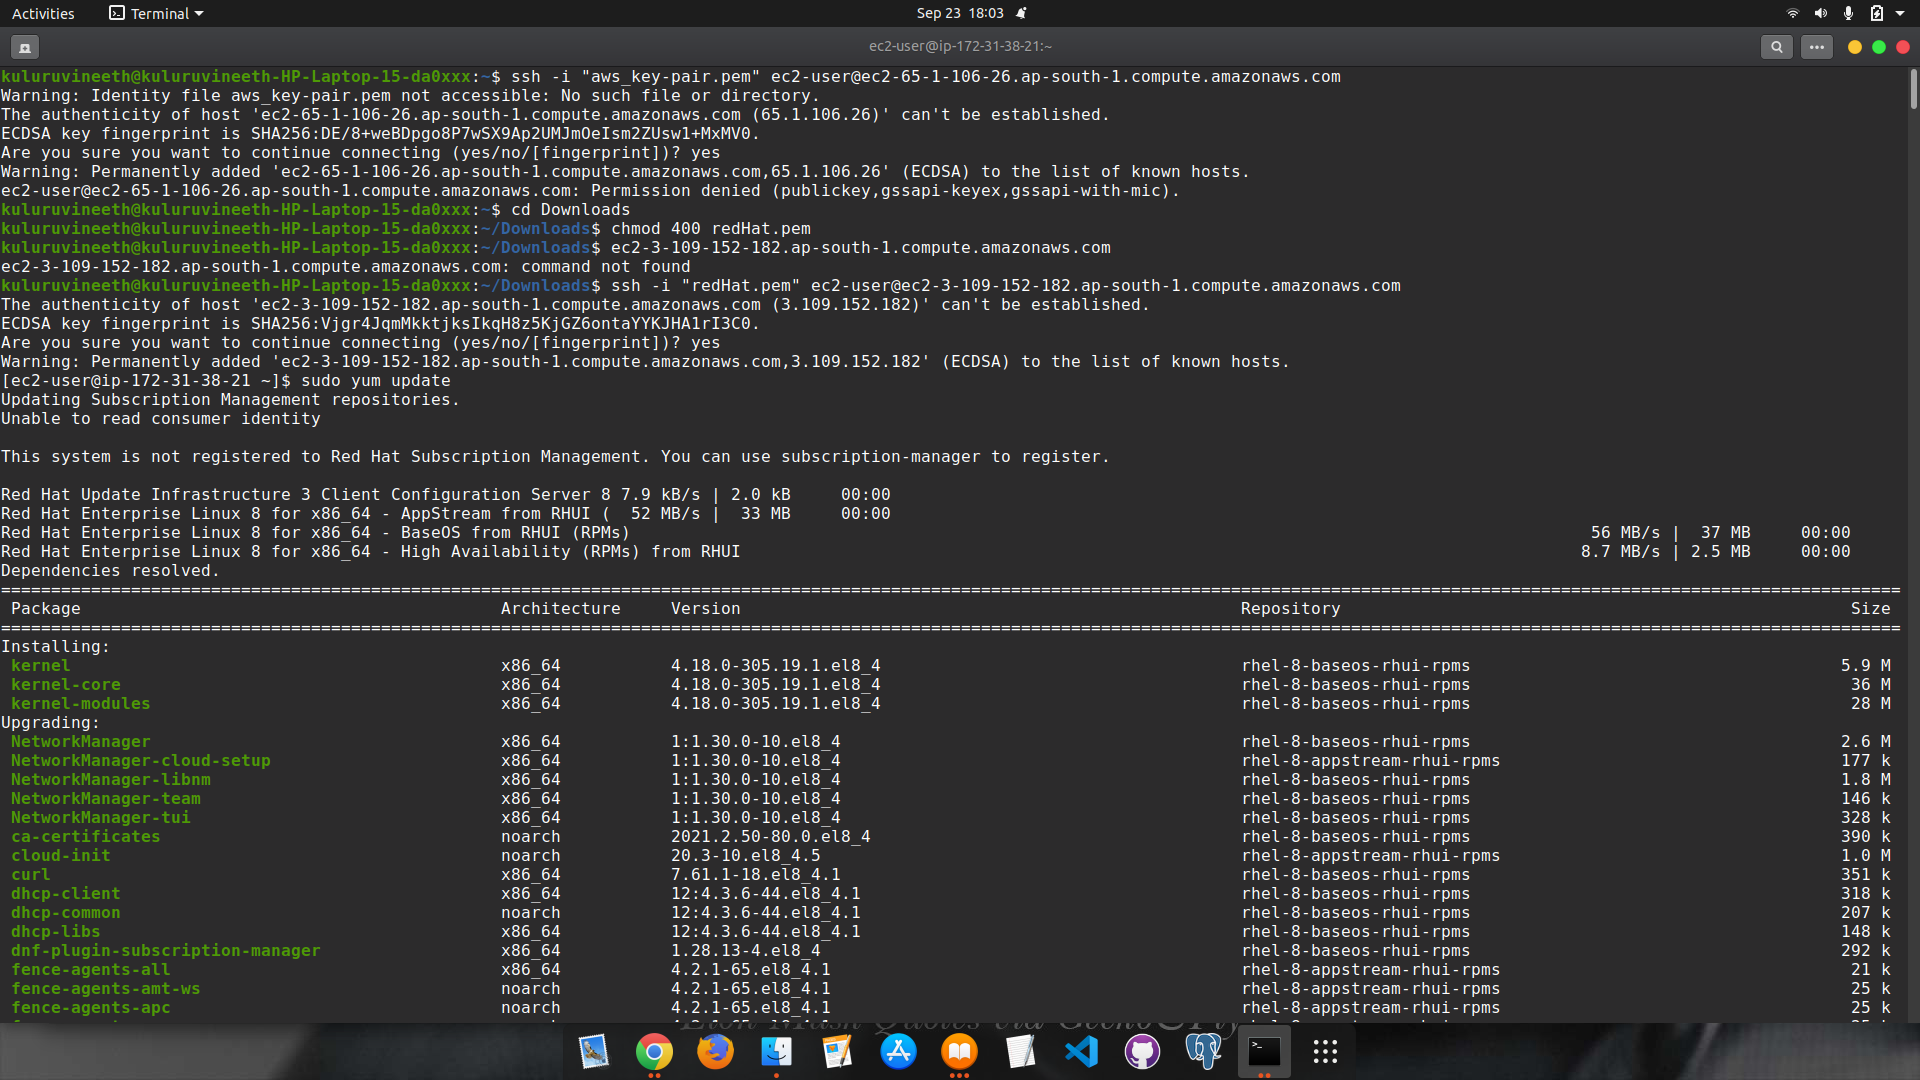 Activities
Terminal
Sep 23 18:03
ec2-user@ip-172-31-38-21:~
kuluruvineeth@kuluruvineeth-HP-Laptop-15-da0xxx:~$ ssh -i "aws_key-pair.pem" ec2-user@ec2-65-1-106-26.ap-south-1.compute.amazonaws.com
Warning: Identity file aws_key-pair.pem not accessible: No such file or directory.
The authenticity of host 'ec2-65-1-106-26.ap-south-1.compute.amazonaws.com (65.1.106.26)' can't be established.
ECDSA key fingerprint is SHA256:DE/8+weBDpgo8P7wSX9Ap2UMJmOeIsm2ZUsw1+MxMV0.
Are you sure you want to continue connecting (yes/no/[fingerprint])? yes
Warning: Permanently added 'ec2-65-1-106-26.ap-south-1.compute.amazonaws.com,65.1.106.26' (ECDSA) to the list of known hosts.
ec2-user@ec2-65-1-106-26.ap-south-1.compute.amazonaws.com: Permission denied (publickey,gssapi-keyex,gssapi-with-mic).
kuluruvineeth@kuluruvineeth-HP-Laptop-15-da0xxx:~$ cd Downloads
kuluruvineeth@kuluruvineeth-HP-Laptop-15-da0xxx:~/Downloads$ chmod 400 redHat.pem
kuluruvineeth@kuluruvineeth-HP-Laptop-15-da0xxx:~/Downloads$ ec2-3-109-152-182.ap-south-1.compute.amazonaws.com
ec2-3-109-152-182.ap-south-1.compute.amazonaws.com: command not found
kuluruvineeth@kuluruvineeth-HP-Laptop-15-da0xxx:~/Downloads$ ssh -i "redHat.pem" ec2-user@ec2-3-109-152-182.ap-south-1.compute.amazonaws.com
The authenticity of host 'ec2-3-109-152-182.ap-south-1.compute.amazonaws.com (3.109.152.182)' can't be established.
ECDSA key fingerprint is SHA256:Vjgr4JqmMkktjksIkqH8z5KjGZ6ontaYYKJHA1rI3C0.
Are you sure you want to continue connecting (yes/no/[fingerprint])? yes
Warning: Permanently added 'ec2-3-109-152-182.ap-south-1.compute.amazonaws.com,3.109.152.182' (ECDSA) to the list of known hosts.
[ec2-user@ip-172-31-38-21 ~]$ sudo yum update
Updating Subscription Management repositories.
Unable to read consumer identity
This system is not registered to Red Hat Subscription Management. You can use subscription-manager to register.
Red Hat Update Infrastructure 3 Client Configuration Server 8 7.9 kB/s | 2.0 kB 00:00
Red Hat Enterprise Linux 8 for x86_64 - AppStream from RHUI ( 52 MB/s | 33 MB 00:00
Red Hat Enterprise Linux 8 for x86_64 - BaseOS from RHUI (RPMs) 56 MB/s | 37 MB 00:00
Red Hat Enterprise Linux 8 for x86_64 - High Availability (RPMs) from RHUI 8.7 MB/s | 2.5 MB 00:00
Dependencies resolved.
Package Architecture Version Repository Size
Installing:
kernel x86_64 4.18.0-305.19.1.el8_4 rhel-8-baseos-rhui-rpms 5.9 M
kernel-core x86_64 4.18.0-305.19.1.el8_4 rhel-8-baseos-rhui-rpms 36 M
kernel-modules x86_64 4.18.0-305.19.1.el8_4 rhel-8-baseos-rhui-rpms 28 M
Upgrading:
NetworkManager x86_64 1:1.30.0-10.el8_4 rhel-8-baseos-rhui-rpms 2.6 M
NetworkManager-cloud-setup x86_64 1:1.30.0-10.el8_4 rhel-8-appstream-rhui-rpms 177 k
NetworkManager-libnm x86_64 1:1.30.0-10.el8_4 rhel-8-baseos-rhui-rpms 1.8 M
NetworkManager-team x86_64 1:1.30.0-10.el8_4 rhel-8-baseos-rhui-rpms 146 k
NetworkManager-tui x86_64 1:1.30.0-10.el8_4 rhel-8-baseos-rhui-rpms 328 k
ca-certificates noarch 2021.2.50-80.0.el8_4 rhel-8-baseos-rhui-rpms 390 k
cloud-init noarch 20.3-10.el8_4.5 rhel-8-appstream-rhui-rpms 1.0 M
curl x86_64 7.61.1-18.el8_4.1 rhel-8-baseos-rhui-rpms 351 k
dhcp-client x86_64 12:4.3.6-44.el8_4.1 rhel-8-baseos-rhui-rpms 318 k
dhcp-common noarch 12:4.3.6-44.el8_4.1 rhel-8-baseos-rhui-rpms 207 k
dhcp-libs x86_64 12:4.3.6-44.el8_4.1 rhel-8-baseos-rhui-rpms 148 k
dnf-plugin-subscription-manager x86_64 1.28.13-4.el8_4 rhel-8-baseos-rhui-rpms 292 k
fence-agents-all x86_64 4.2.1-65.el8_4.1 rhel-8-appstream-rhui-rpms 21 k
fence-agents-amt-ws noarch 4.2.1-65.el8_4.1 rhel-8-appstream-rhui-rpms 25 k
fence-agents-apc noarch 4.2.1-65.el8_4.1 rhel-8-appstream-rhui-rpms 25 k